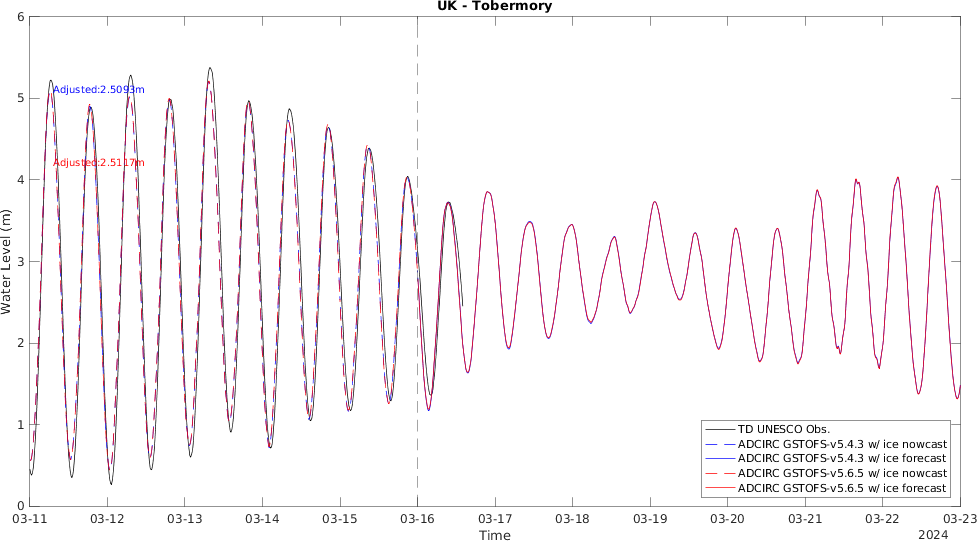 UK - Tobermory
6
5
4
3
2
1
0
Water Level (m)
Adjusted:2.5093m
Adjusted:2.5117m
TD UNESCO Obs.
ADCIRC GSTOFS-v5.4.3 w/ ice nowcast
ADCIRC GSTOFS-v5.4.3 w/ ice forecast
ADCIRC GSTOFS-v5.6.5 w/ ice nowcast
ADCIRC GSTOFS-v5.6.5 w/ ice forecast
03-11 03-12 03-13 03-14 03-15 03-16 03-17 03-18 03-19 03-20 03-21 03-22 03-23
Time
2024